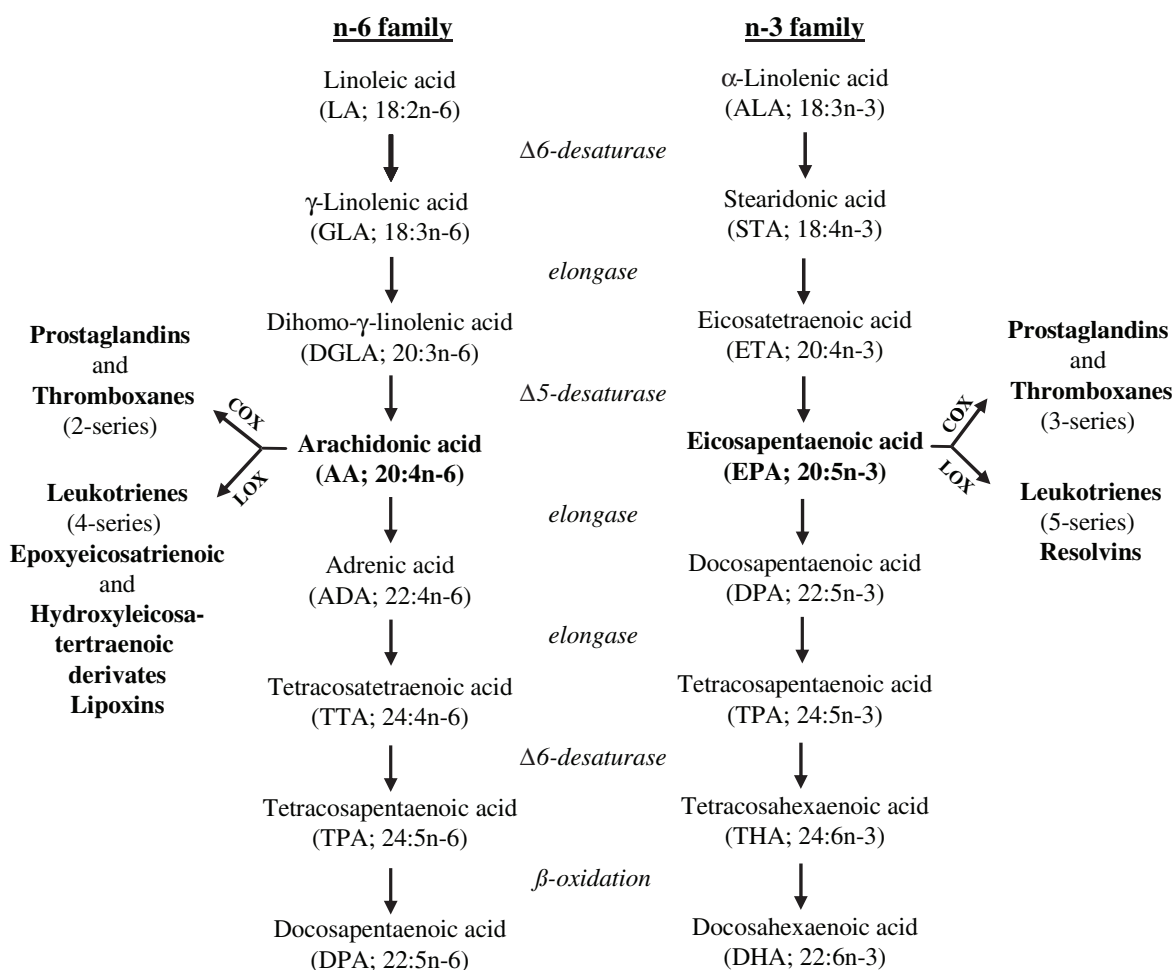 n-6 family
n-3 family
Linoleic acid
(LA; 18:2n-6)
α-Linolenic acid
(ALA; 18:3n-3)
Δ6-desaturase
γ-Linolenic acid
(GLA; 18:3n-6)
Stearidonic acid
(STA; 18:4n-3)
elongase
Dihomo-γ-linolenic acid
(DGLA; 20:3n-6)
Eicosatetraenoic acid
(ETA; 20:4n-3)
Prostaglandins
and
Thromboxanes
(2-series)
Δ5-desaturase
Prostaglandins
and
Thromboxanes
(3-series)
COX
LOX
Arachidonic acid
(AA; 20:4n-6)
Eicosapentaenoic acid
(EPA; 20:5n-3)
COX
LOX
Leukotrienes
(4-series)
Epoxyeicosatrienoic
and
Hydroxyleicosa-
tertraenoic
derivates
Lipoxins
elongase
Leukotrienes
(5-series)
Resolvins
Adrenic acid
(ADA; 22:4n-6)
Docosapentaenoic acid
(DPA; 22:5n-3)
elongase
Tetracosatetraenoic acid
(TTA; 24:4n-6)
Tetracosapentaenoic acid
(TPA; 24:5n-3)
Δ6-desaturase
Tetracosapentaenoic acid
(TPA; 24:5n-6)
Tetracosahexaenoic acid
(THA; 24:6n-3)
ß-oxidation
Docosapentaenoic acid
(DPA; 22:5n-6)
Docosahexaenoic acid
(DHA; 22:6n-3)